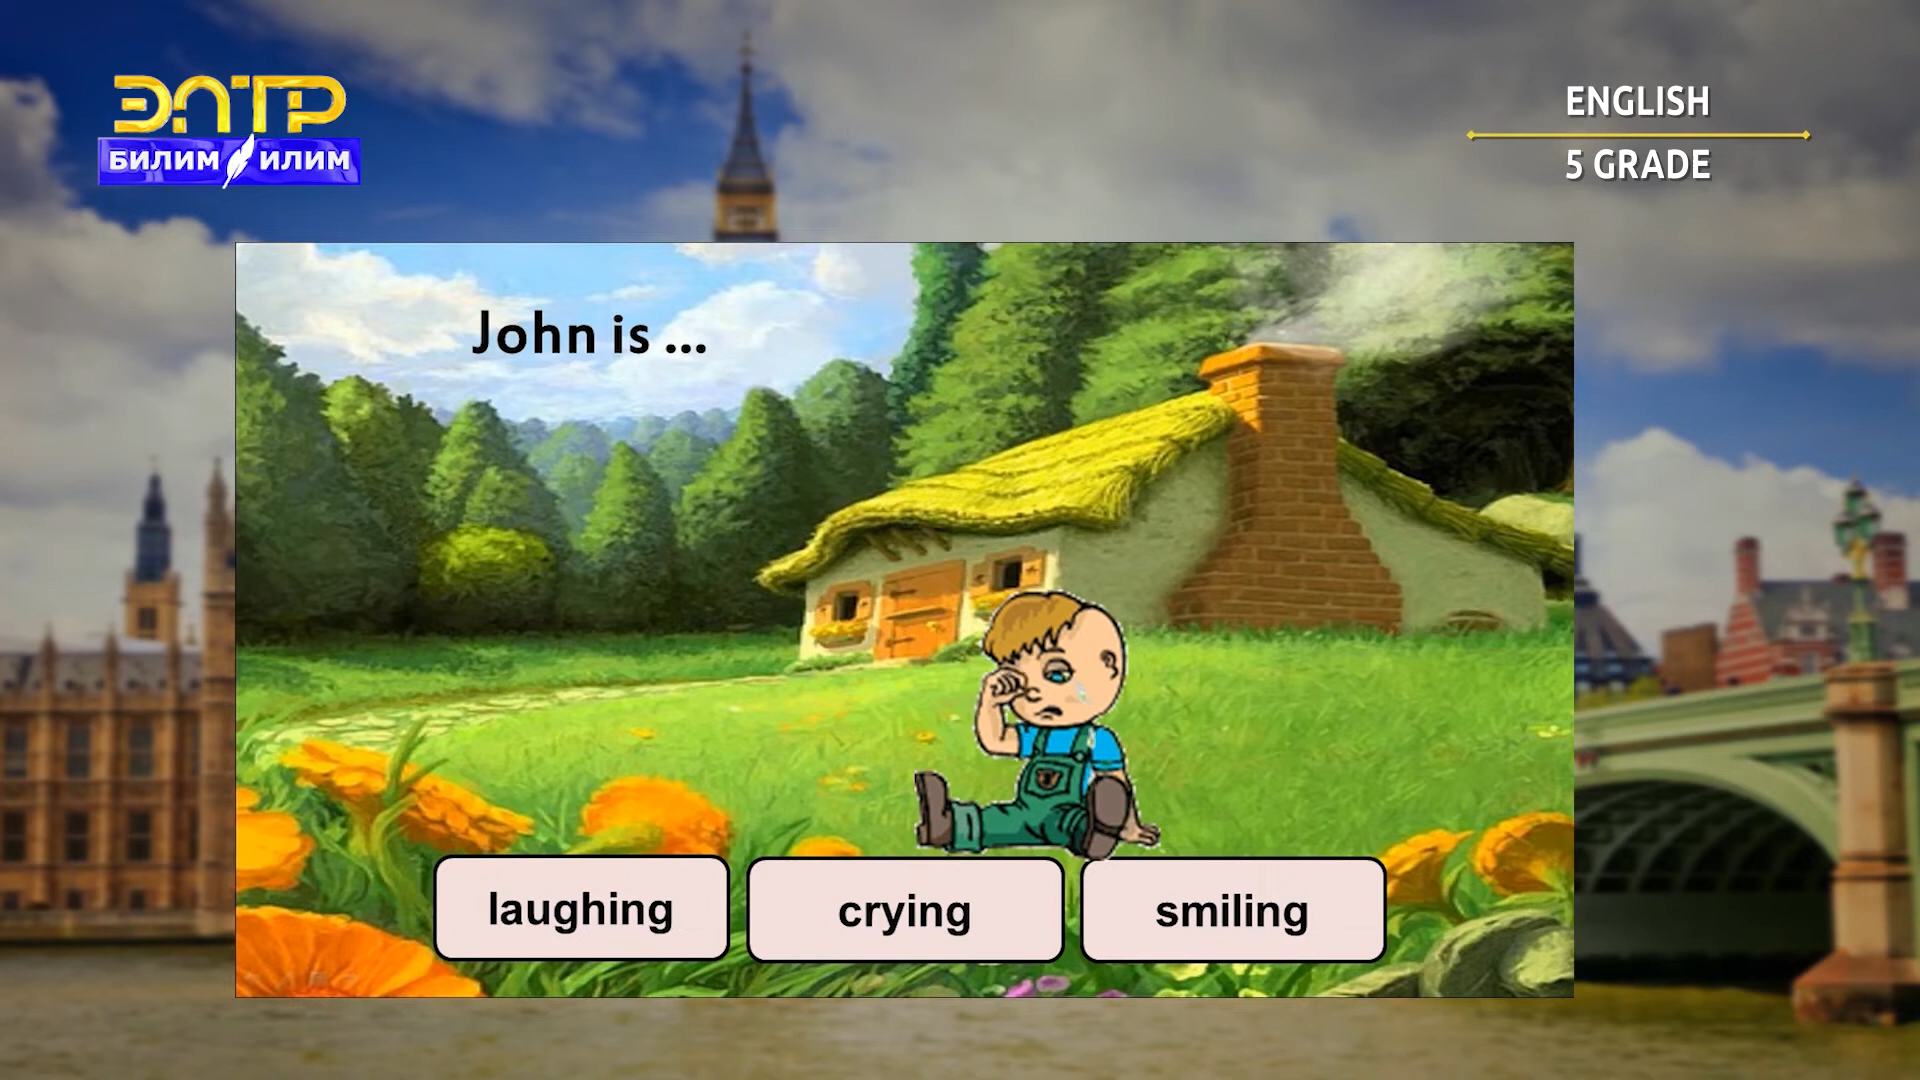 ЭЛТР
БИЛИМ ИЛИМ
ENGLISH
5 GRADE
John is ...
laughing
crying
smiling